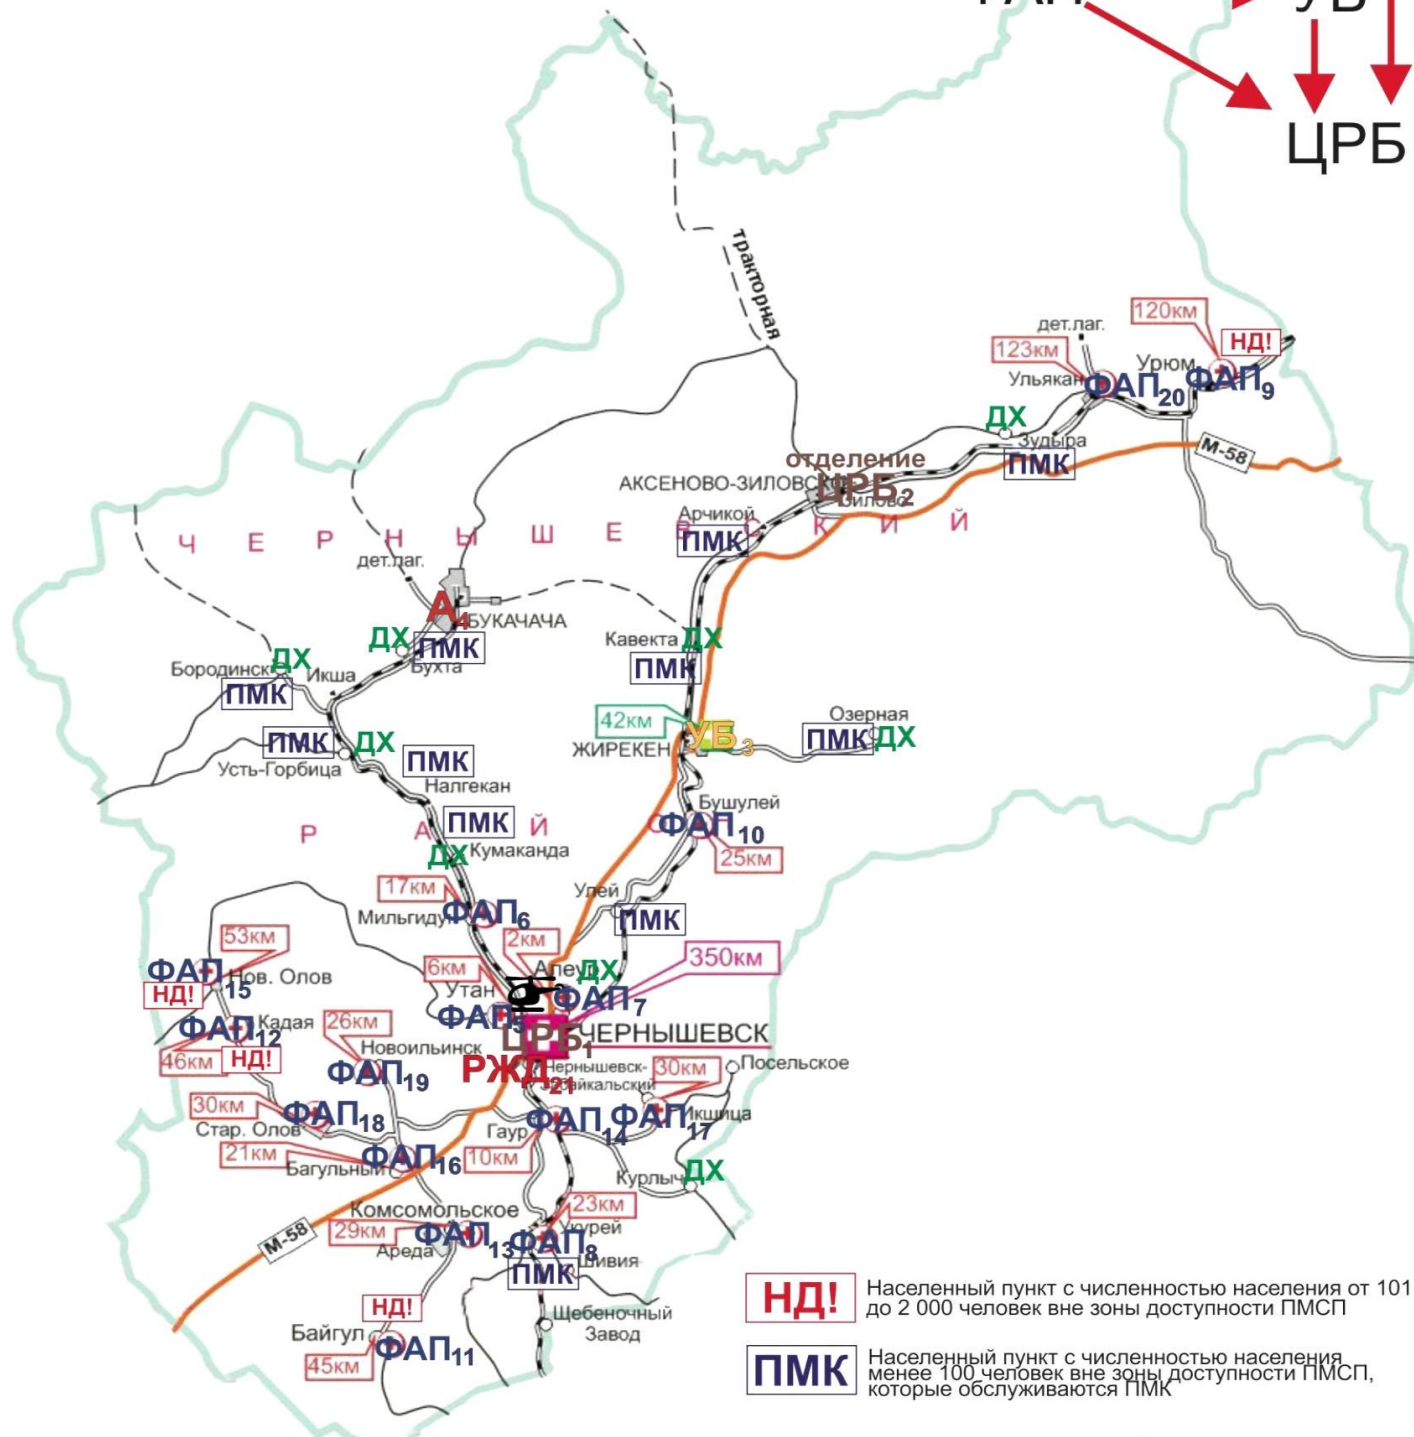 ФАП
УБ
ЦРБ
тракторная
120км
дет.лаг.
НД!
123км
Урюм
Ульякан
ФАП20
ФАП9
ДХ
Зудыра
ПМК
М-58
отделение
АКСЕНОВО-ЗИЛОВСКОЕ
ЦРБ2
Зилово
Арчикой
ПМК
ЧЕРНЫШЕВСКИЙ
дет.лаг.
А4
БУКАЧАЧА
ДХ
ПМК
Бухта
Кавекта
ДХ
ПМК
Бородинск
ДХ
Икша
ПМК
42км
УБ3
ЖИРЕКЕН
Озерная
ПМК
ДХ
ПМК
ДХ
Усть-Горбица
ПМК
Налгекан
Бушулей
РАЙОН
ФАП10
25км
ПМК
ДХ
Кумаканда
17км
Мильгидун
ФАП6
Улей
ПМК
53км
2км
350км
ФАП15
Нов. Олов
НД!
6км
Алеур
ДХ
Утан
ФАП7
ФАП5
ФАП12
Кадая
26км
ЦРБ1
ЧЕРНЫШЕВСК
46км
НД!
Новоильинск
ФАП19
РЖД21
Чернышевск-
Забайкальский
30км
Посельское
30км
ФАП18
Стар. Олов
Гаур
ФАП14
ФАП17
Икшица
21км
Багульный
ФАП16
10км
Курлыч
ДХ
Комсомольское
23км
29км
ФАП13
Укурей
М-58
Ареда
ФАП8
Шивия
ПМК
НД!
Байгул
ФАП11
45км
Щебеночный
Завод
НД!
Населенный пункт с численностью населения от 101
до 2 000 человек вне зоны доступности ПМСП
ПМК
Населенный пункт с численностью населения
менее 100 человек вне зоны доступности ПМСП,
которые обслуживаются ПМК